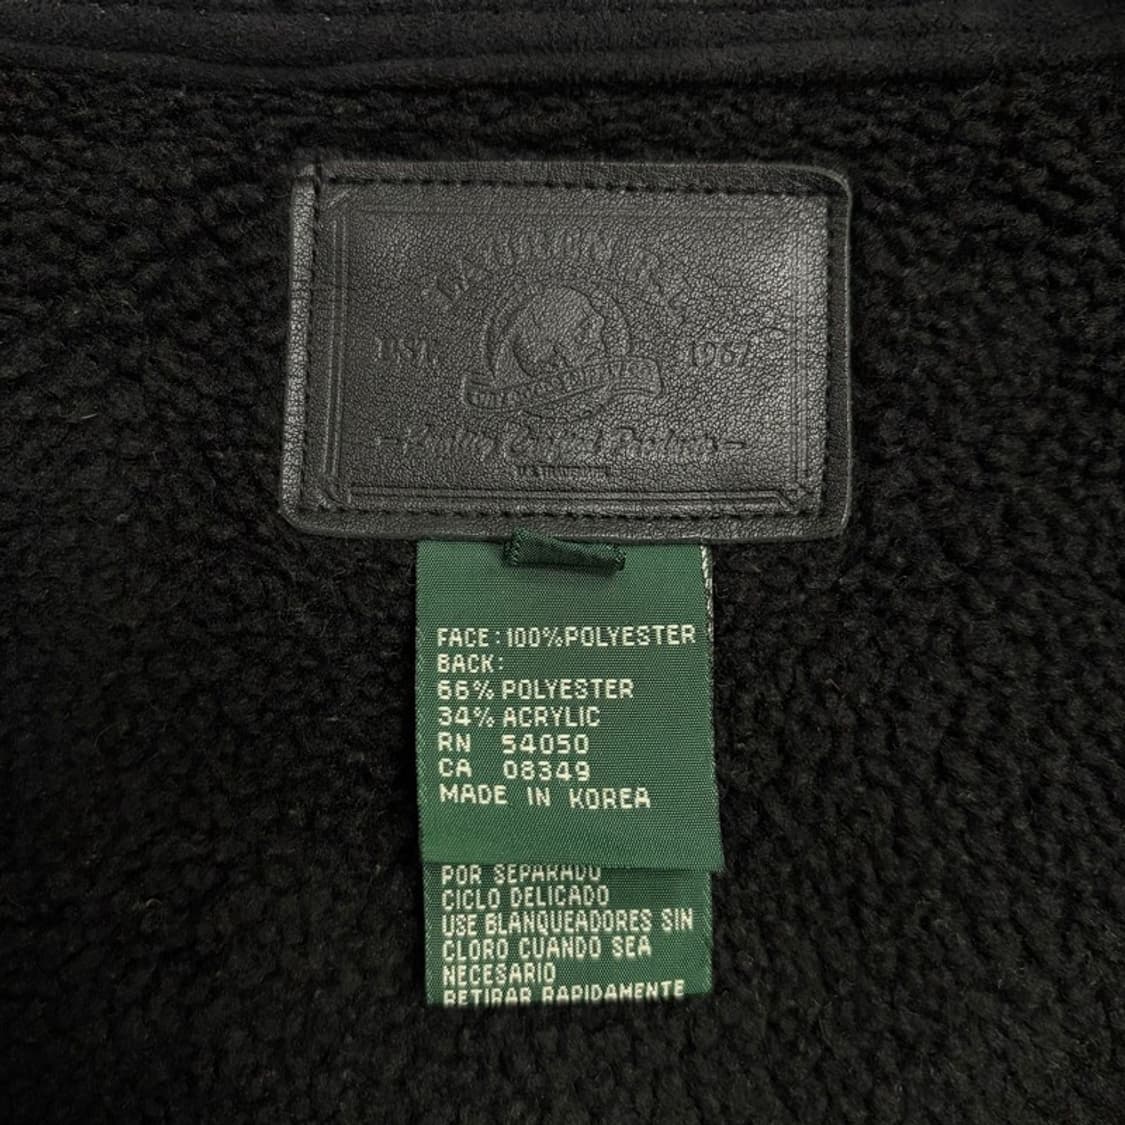 EST. 1967
FACE: 100% POLYESTER
BACK:
66% POLYESTER
34% ACRYLIC
RN 54050
CA 08349
MADE IN KOREA
POR SEPARADO
CICLO DELICADO
USE BLANQUEADORES SIN
CLORO CUANDO SEA
NECESARIO
RETIRAR RAPIDAMENTE